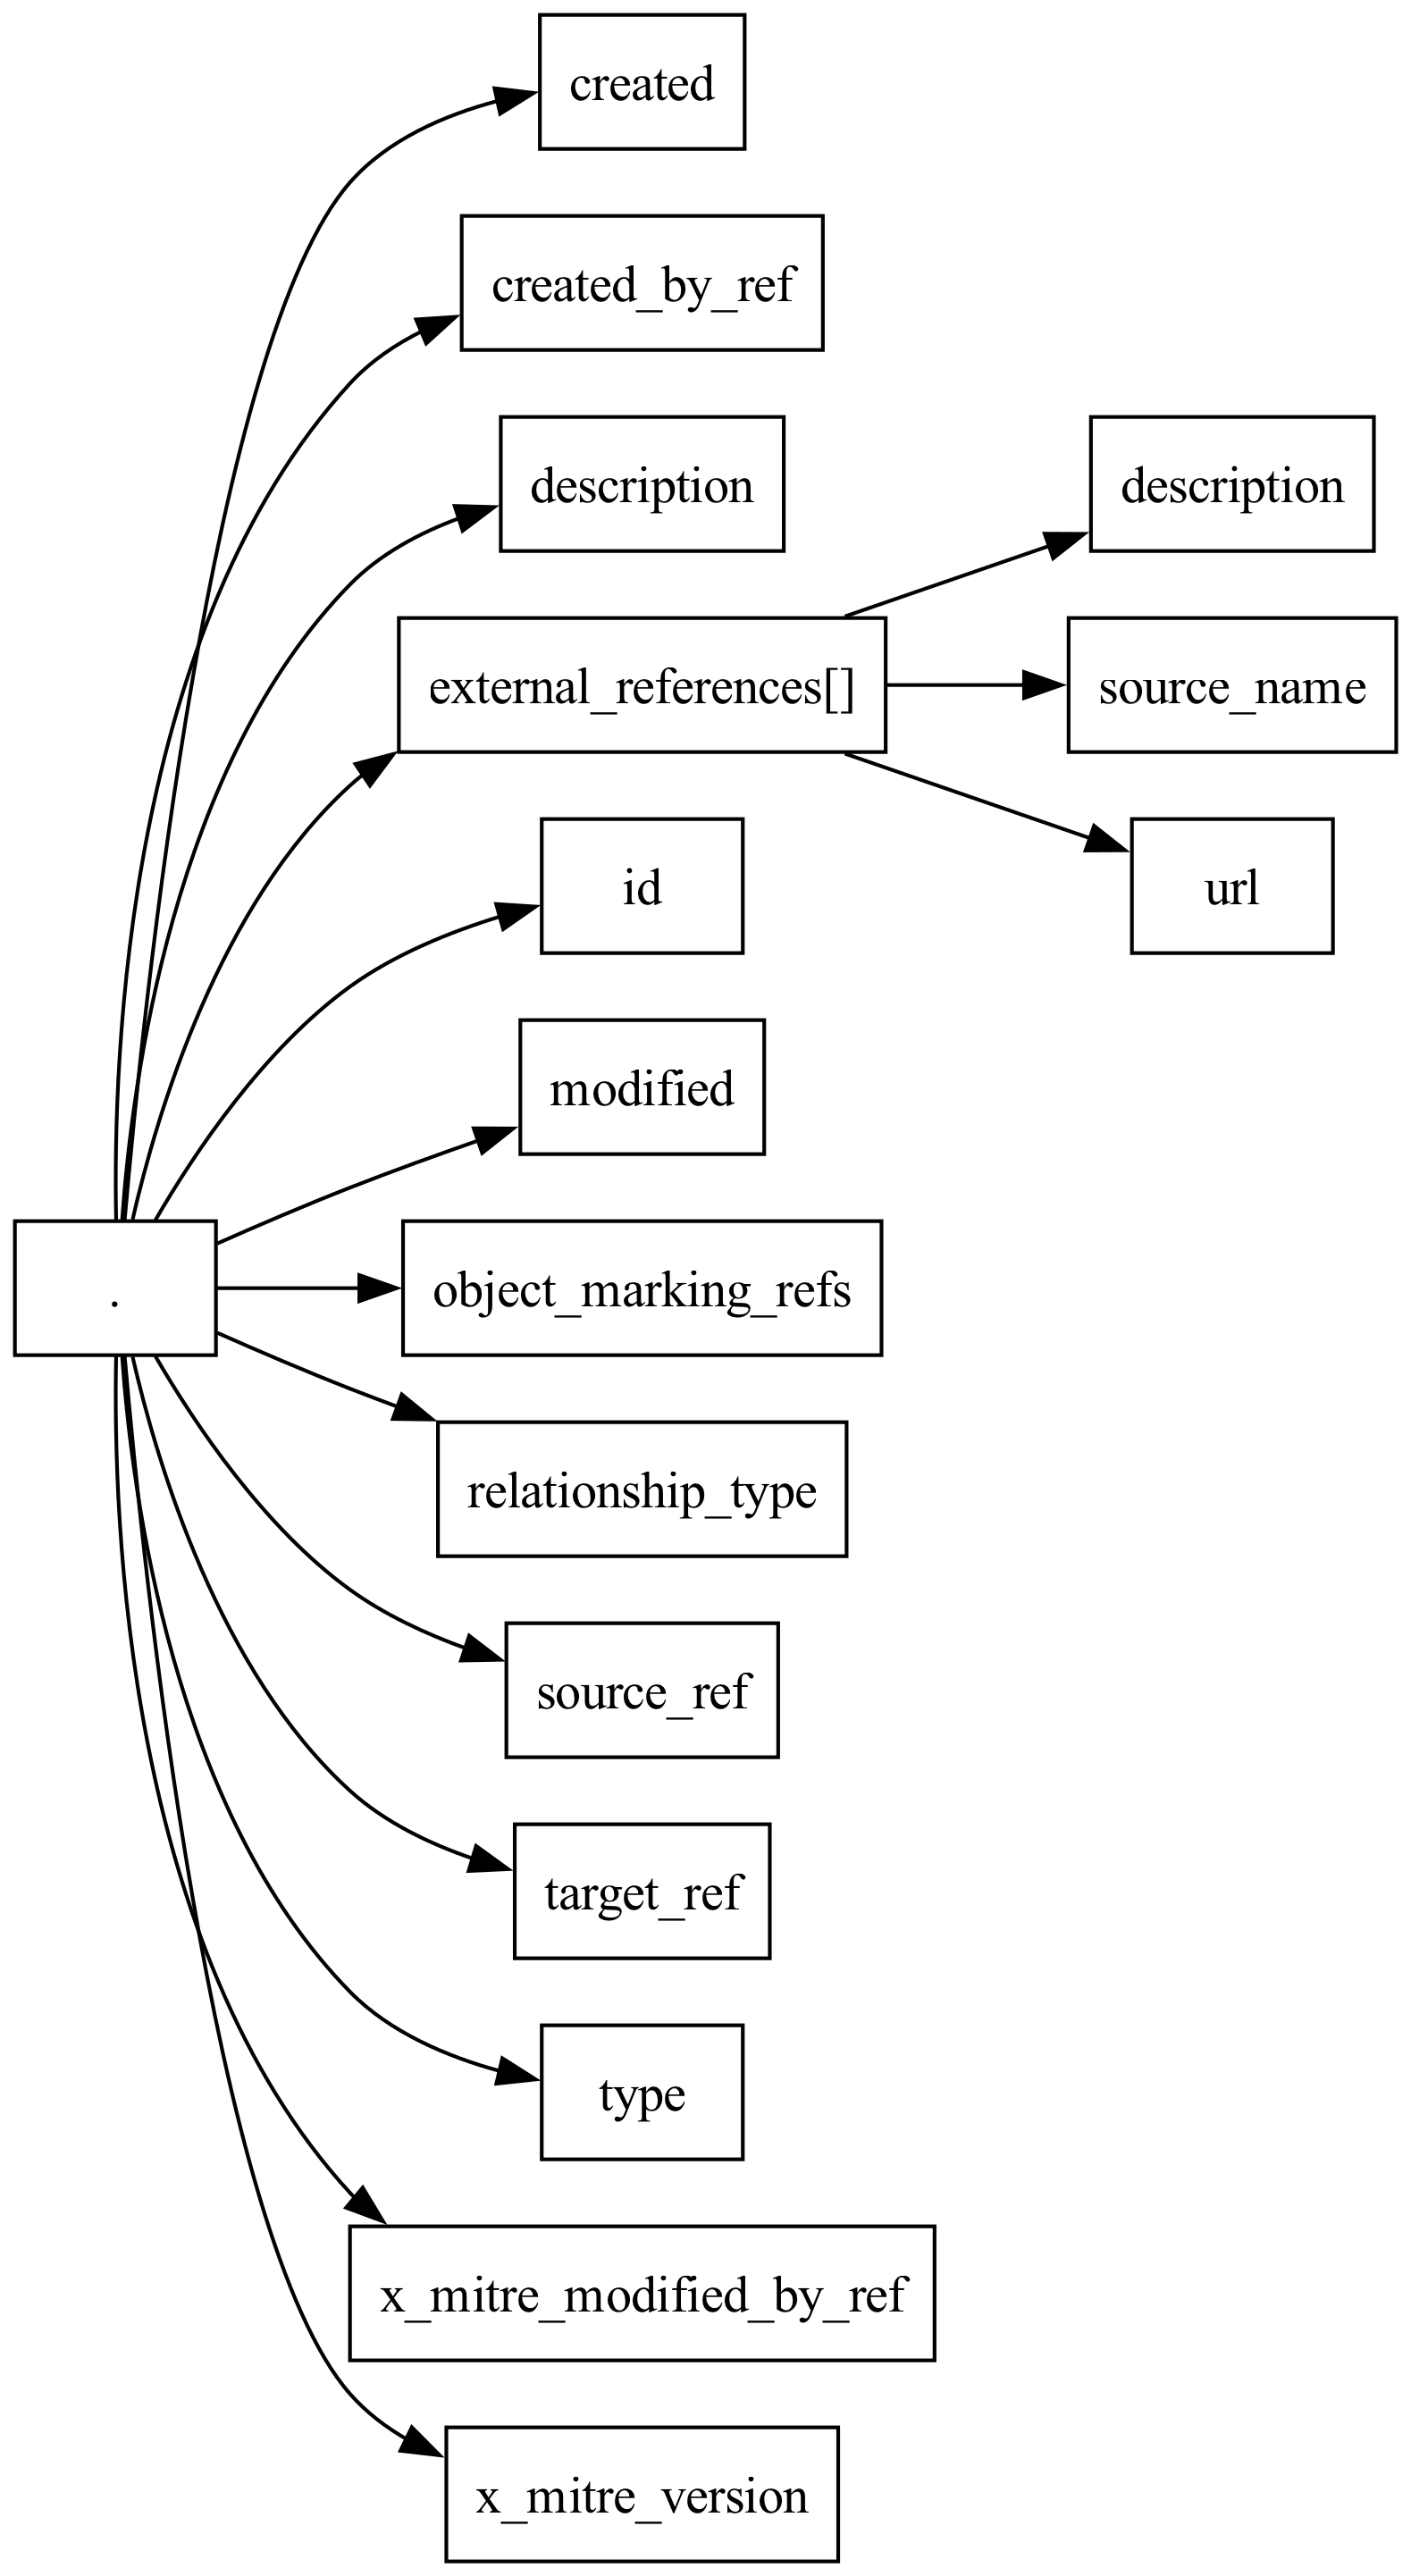 created
created_by_ref
description
description
external_references[]
source_name
id
url
modified
.
object_marking_refs
relationship_type
source_ref
target_ref
type
x_mitre_modified_by_ref
x_mitre_version